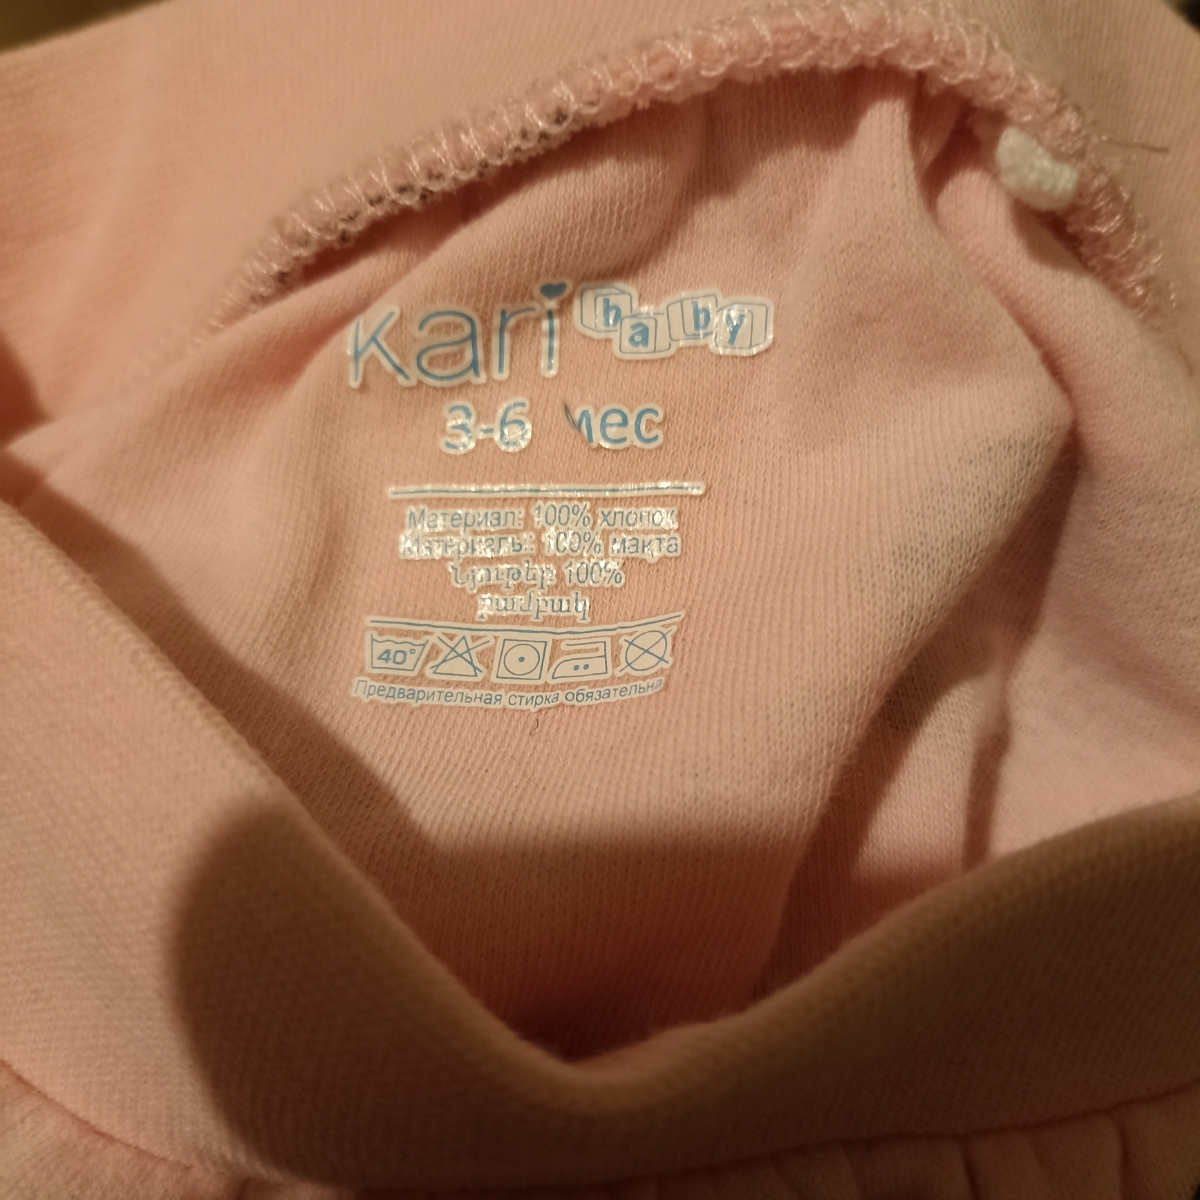 kari baby
3-6 мес
Материал: 100% хлопок
Материалы: 100% мақта
Նյութեր 100%
բամբակ
40°
Предварительная стирка обязательна